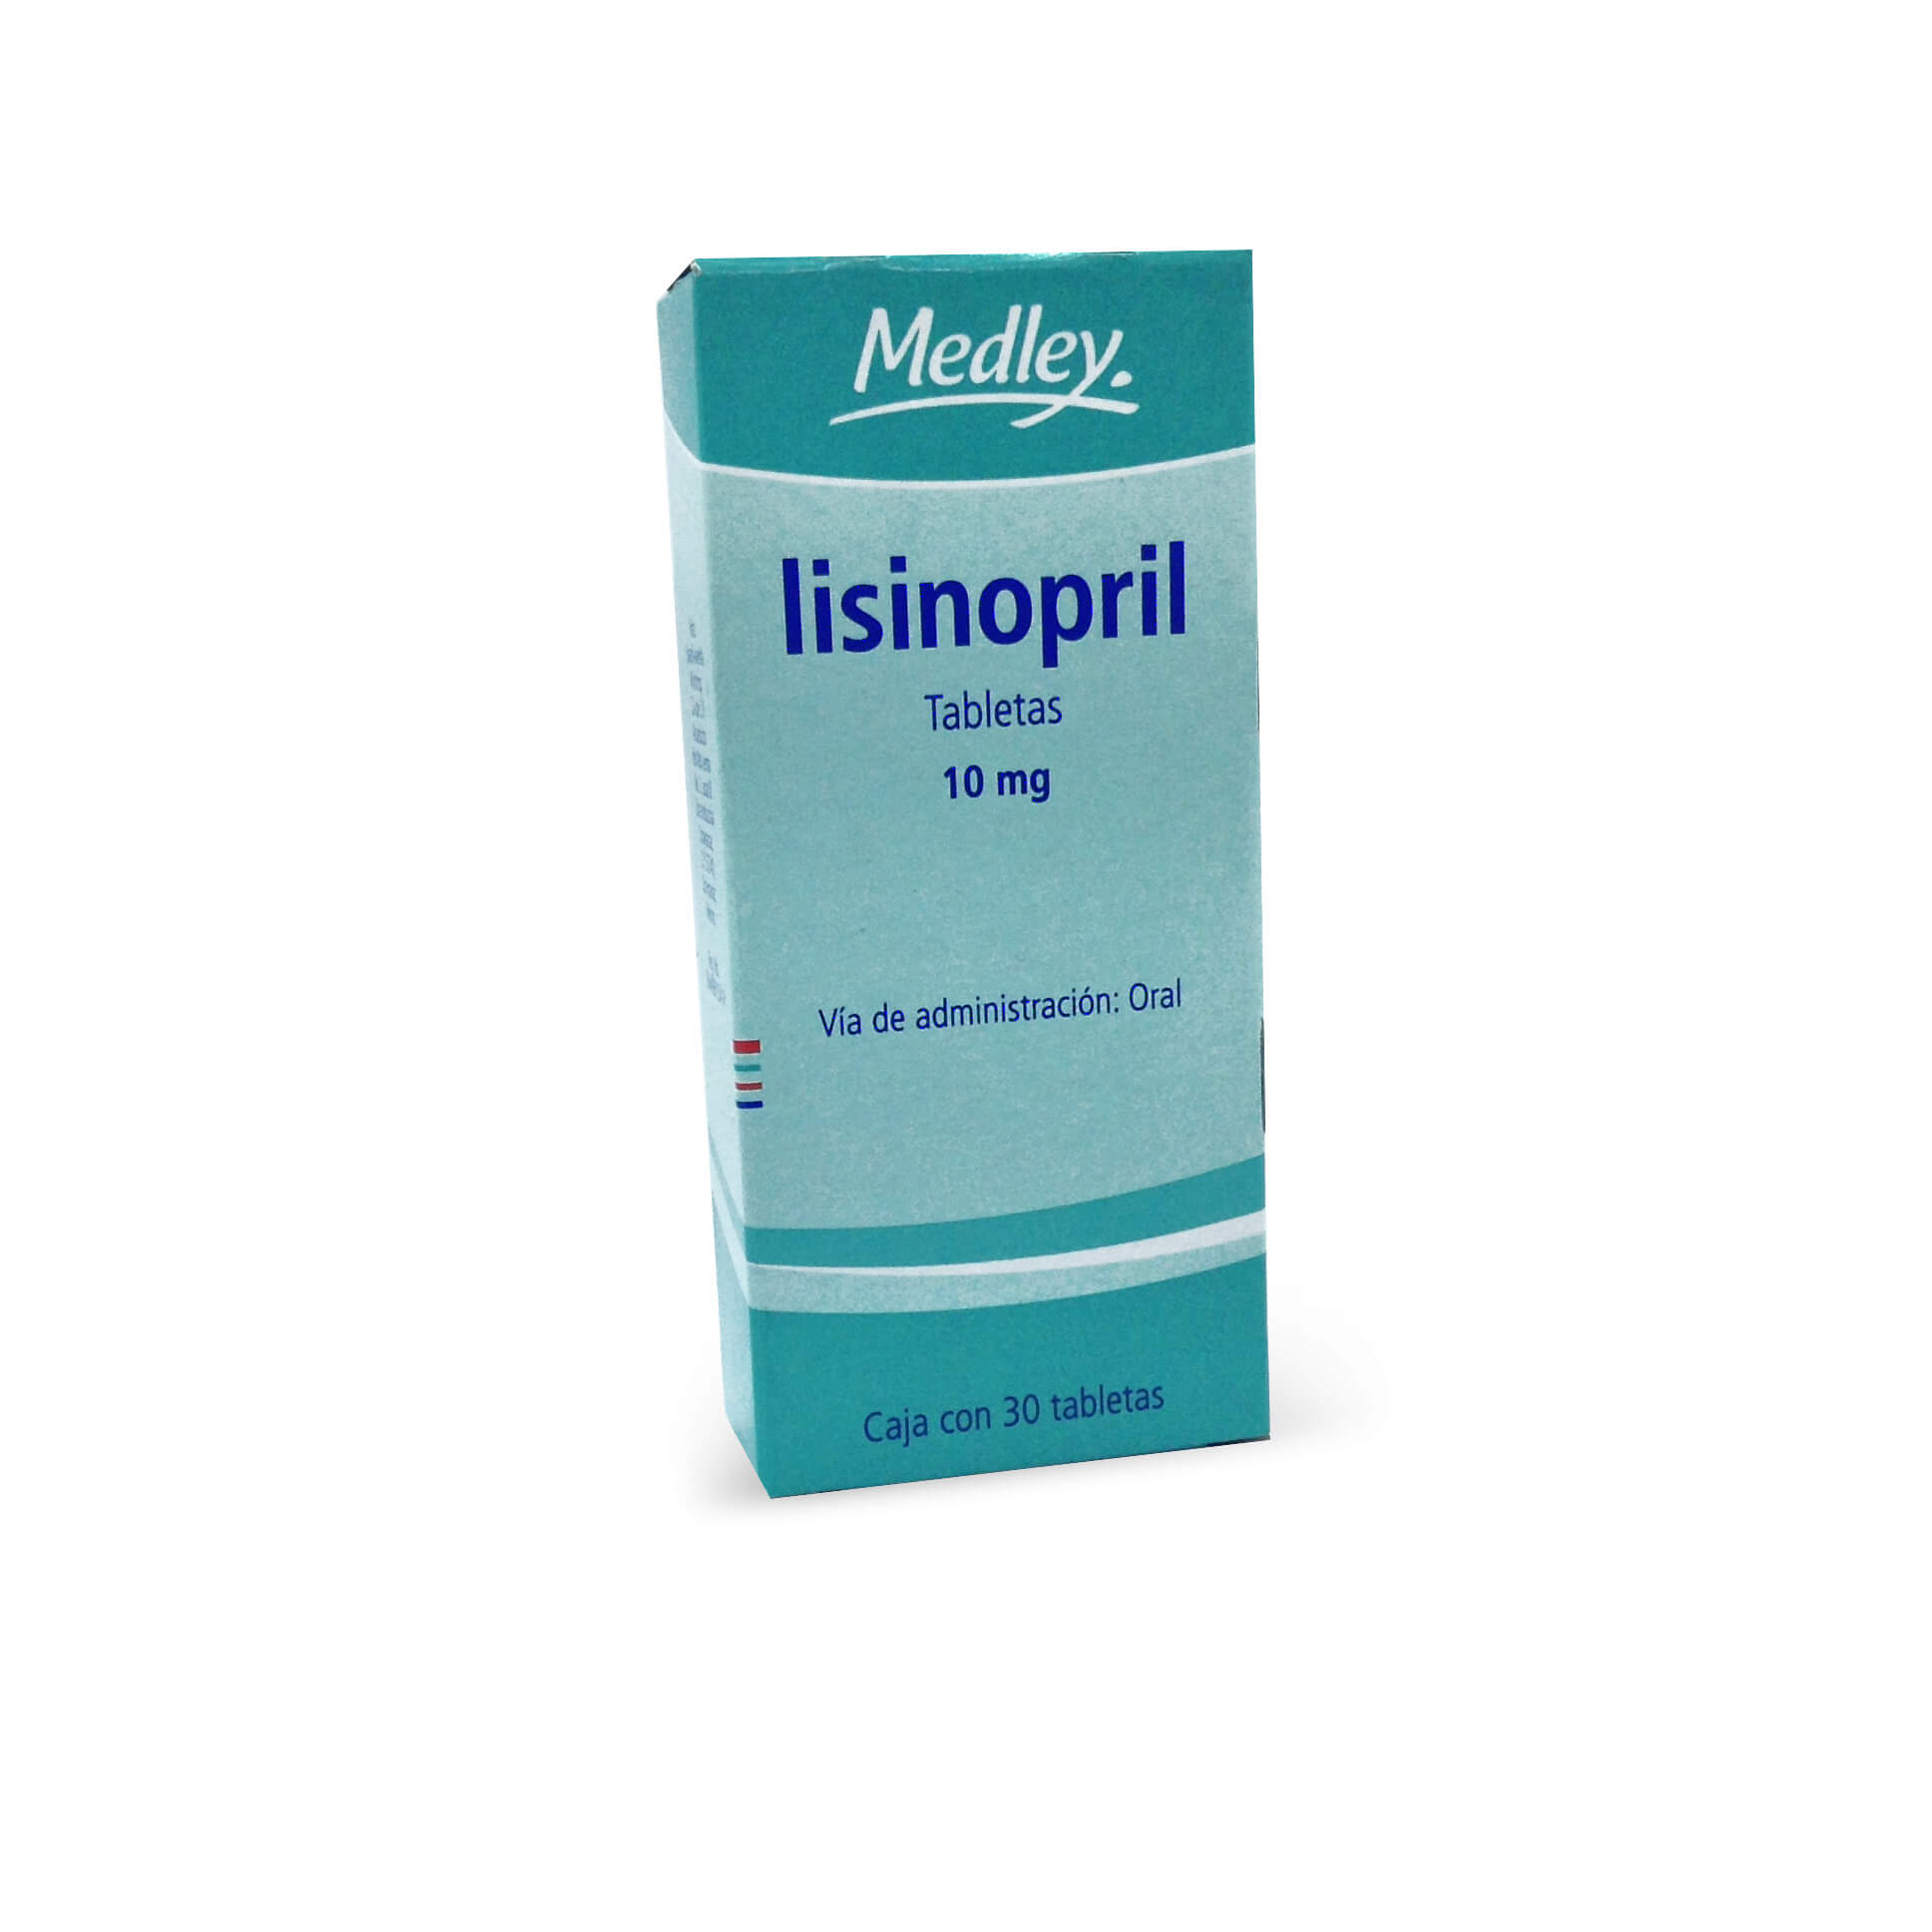 Medley.
lisinopril
Tabletas
10 mg
Vía de administración: Oral
Caja con 30 tabletas